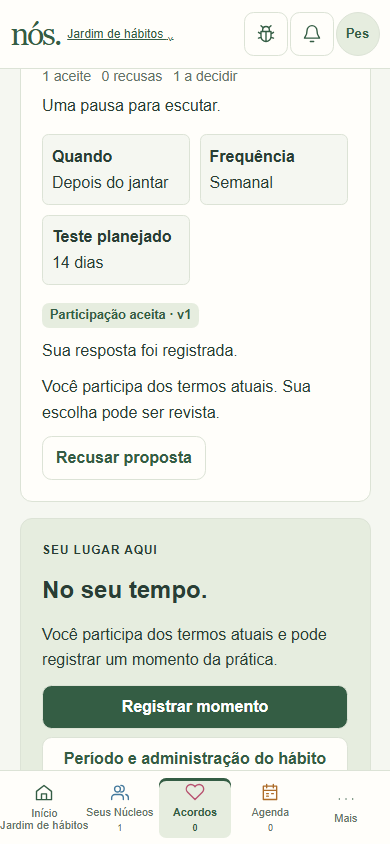 nós. Jardim de hábitos
Pes
1 aceite 0 recusas 1 a decidir
Uma pausa para escutar.
Quando
Depois do jantar
Frequência
Semanal
Teste planejado
14 dias
Participação aceita · v1
Sua resposta foi registrada.
Você participa dos termos atuais. Sua
escolha pode ser revista.
Recusar proposta
SEU LUGAR AQUI
No seu tempo.
Você participa dos termos atuais e pode
registrar um momento da prática.
Registrar momento
Período e administração do hábito
Início
Jardim de hábitos
Seus Núcleos
1
Acordos
0
Agenda
0
...
Mais